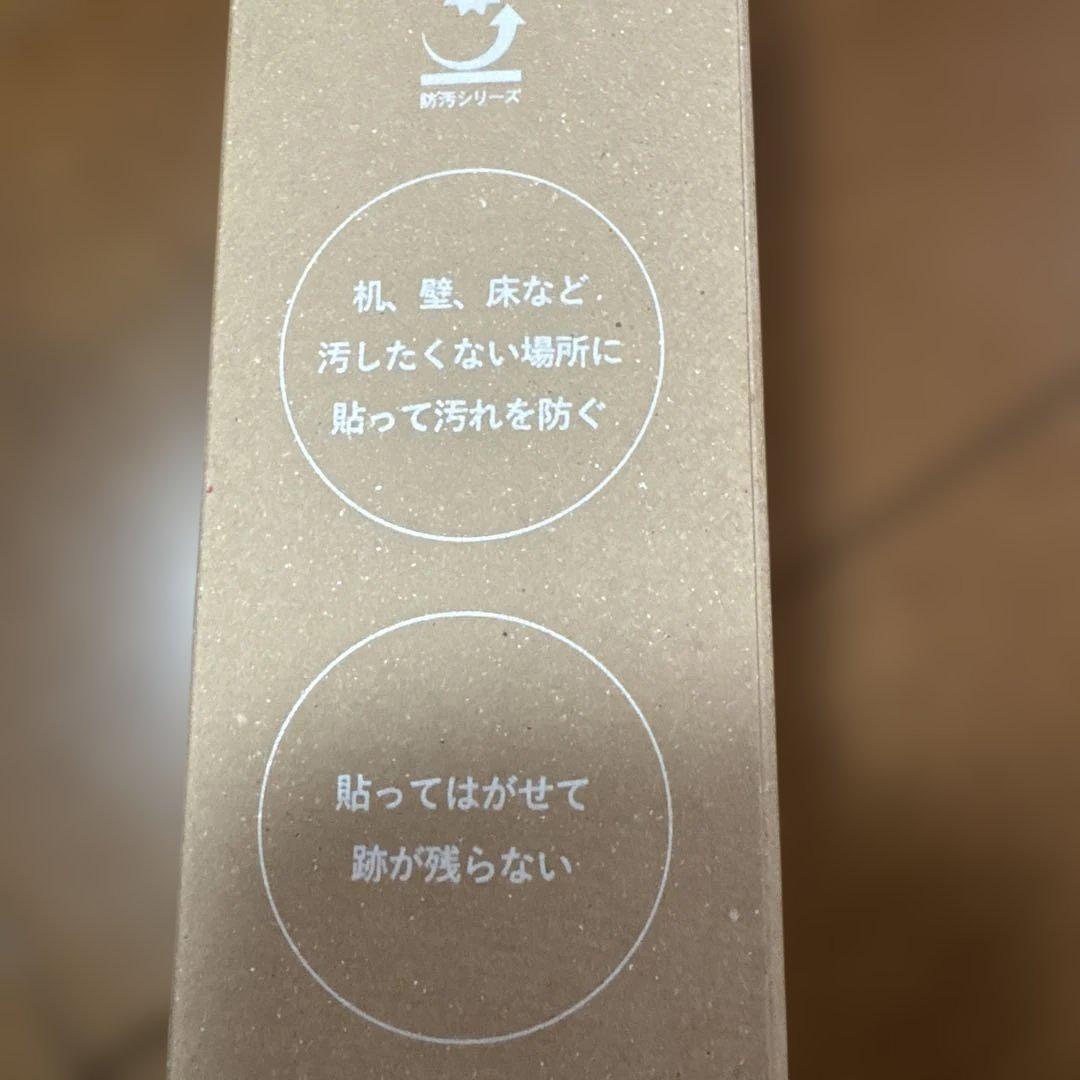 防汚シリーズ
机、壁、床など
汚したくない場所に
貼って汚れを防ぐ
貼ってはがせて
跡が残らない